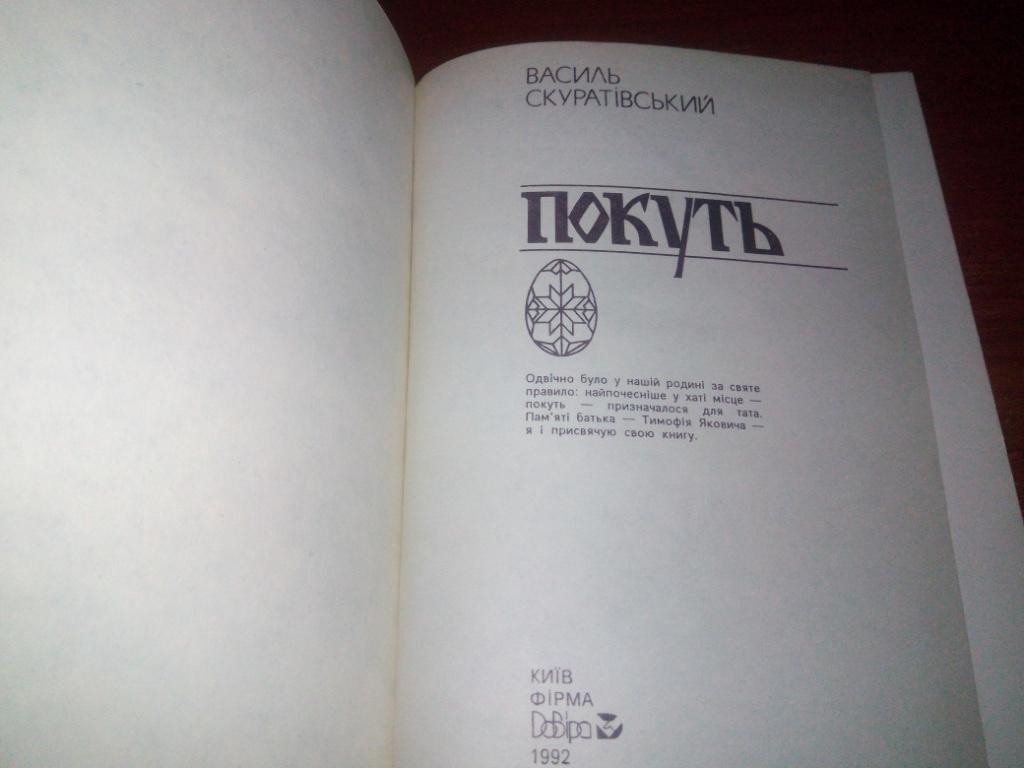 ВАСИЛЬ
СКУРАТІВСЬКИЙ
ПОКУТЬ
Одвічно було у нашій родині за святе
правило: найпочесніше у хаті місце —
покуть — призначалося для тата.
Пам'яті батька — Тимофія Яковича —
я і присвячую свою книгу.
КИЇВ
ФІРМА
Довіра
1992